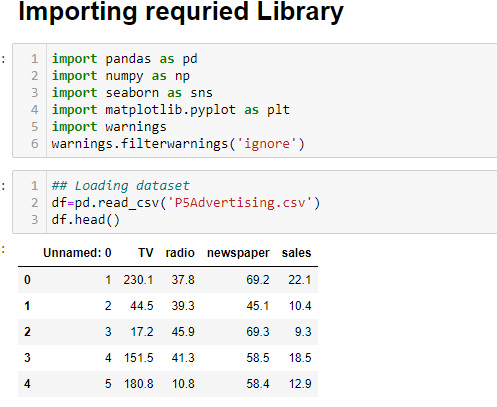 Importing requried Library
: 1 import pandas as pd
2 import numpy as np
3 import seaborn as sns
4 import matplotlib.pyplot as plt
5 import warnings
6 warnings.filterwarnings('ignore')
: 1 ## Loading dataset
2 df=pd.read_csv('P5Advertising.csv')
3 df.head()
:
Unnamed: 0 TV radio newspaper sales
0 1 230.1 37.8 69.2 22.1
1 2 44.5 39.3 45.1 10.4
2 3 17.2 45.9 69.3 9.3
3 4 151.5 41.3 58.5 18.5
4 5 180.8 10.8 58.4 12.9